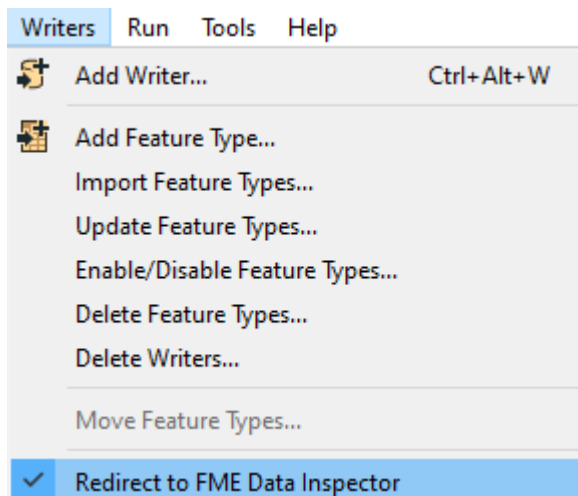 Writers Run Tools Help
Add Writer... Ctrl+Alt+W
Add Feature Type...
Import Feature Types...
Update Feature Types...
Enable/Disable Feature Types...
Delete Feature Types...
Delete Writers...
Move Feature Types...
Redirect to FME Data Inspector